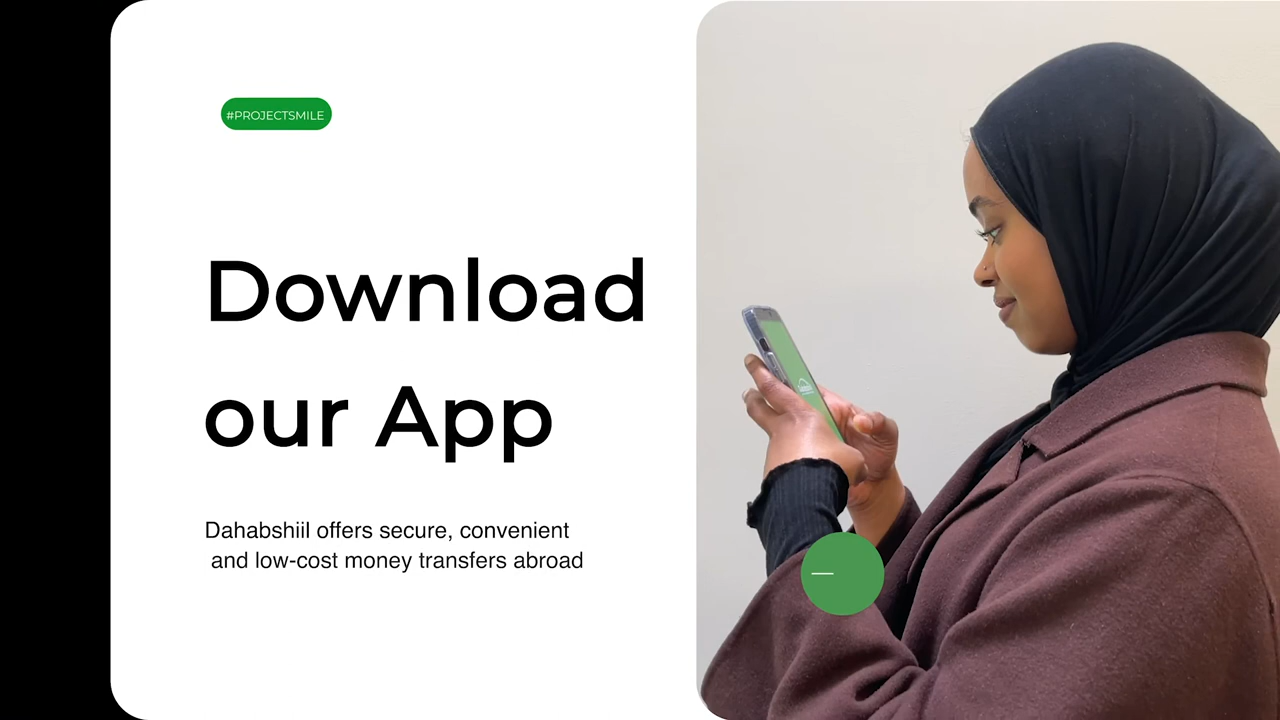 #PROJECTSMILE
Download
our App
Dahabshiil offers secure, convenient
and low-cost money transfers abroad